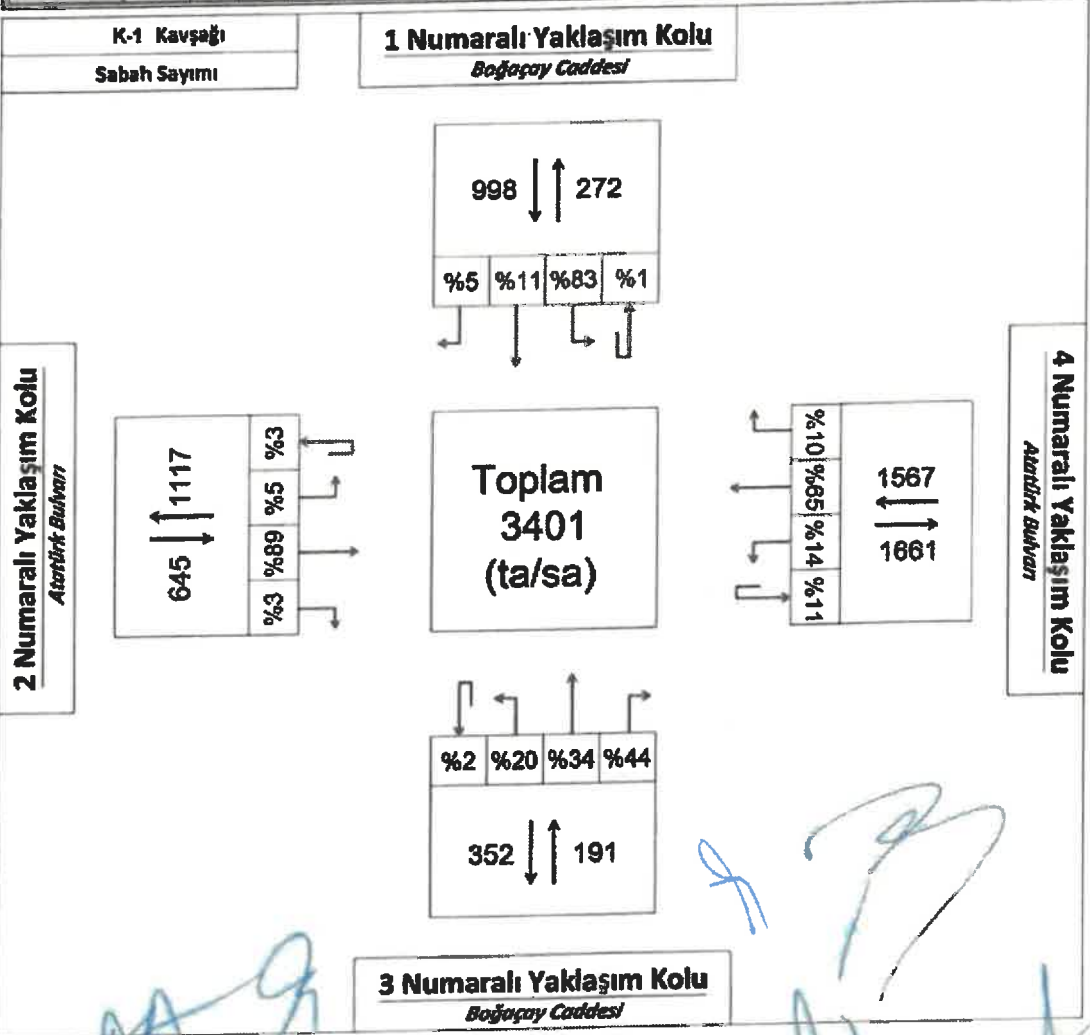 K-1 Kavşağı
Sabah Sayımı
1 Numaralı Yaklaşım Kolu
Boğaçay Caddesi
998 272
%5 %11 %83 %1
2 Numaralı Yaklaşım Kolu
Atatürk Bulvarı
1117
645
%3
%5
%89
%3
Toplam
3401
(ta/sa)
%10
%65
%14
%11
1567
1661
4 Numaralı Yaklaşım Kolu
Atatürk Bulvarı
%2 %20 %34 %44
352 191
3 Numaralı Yaklaşım Kolu
Boğaçay Caddesi